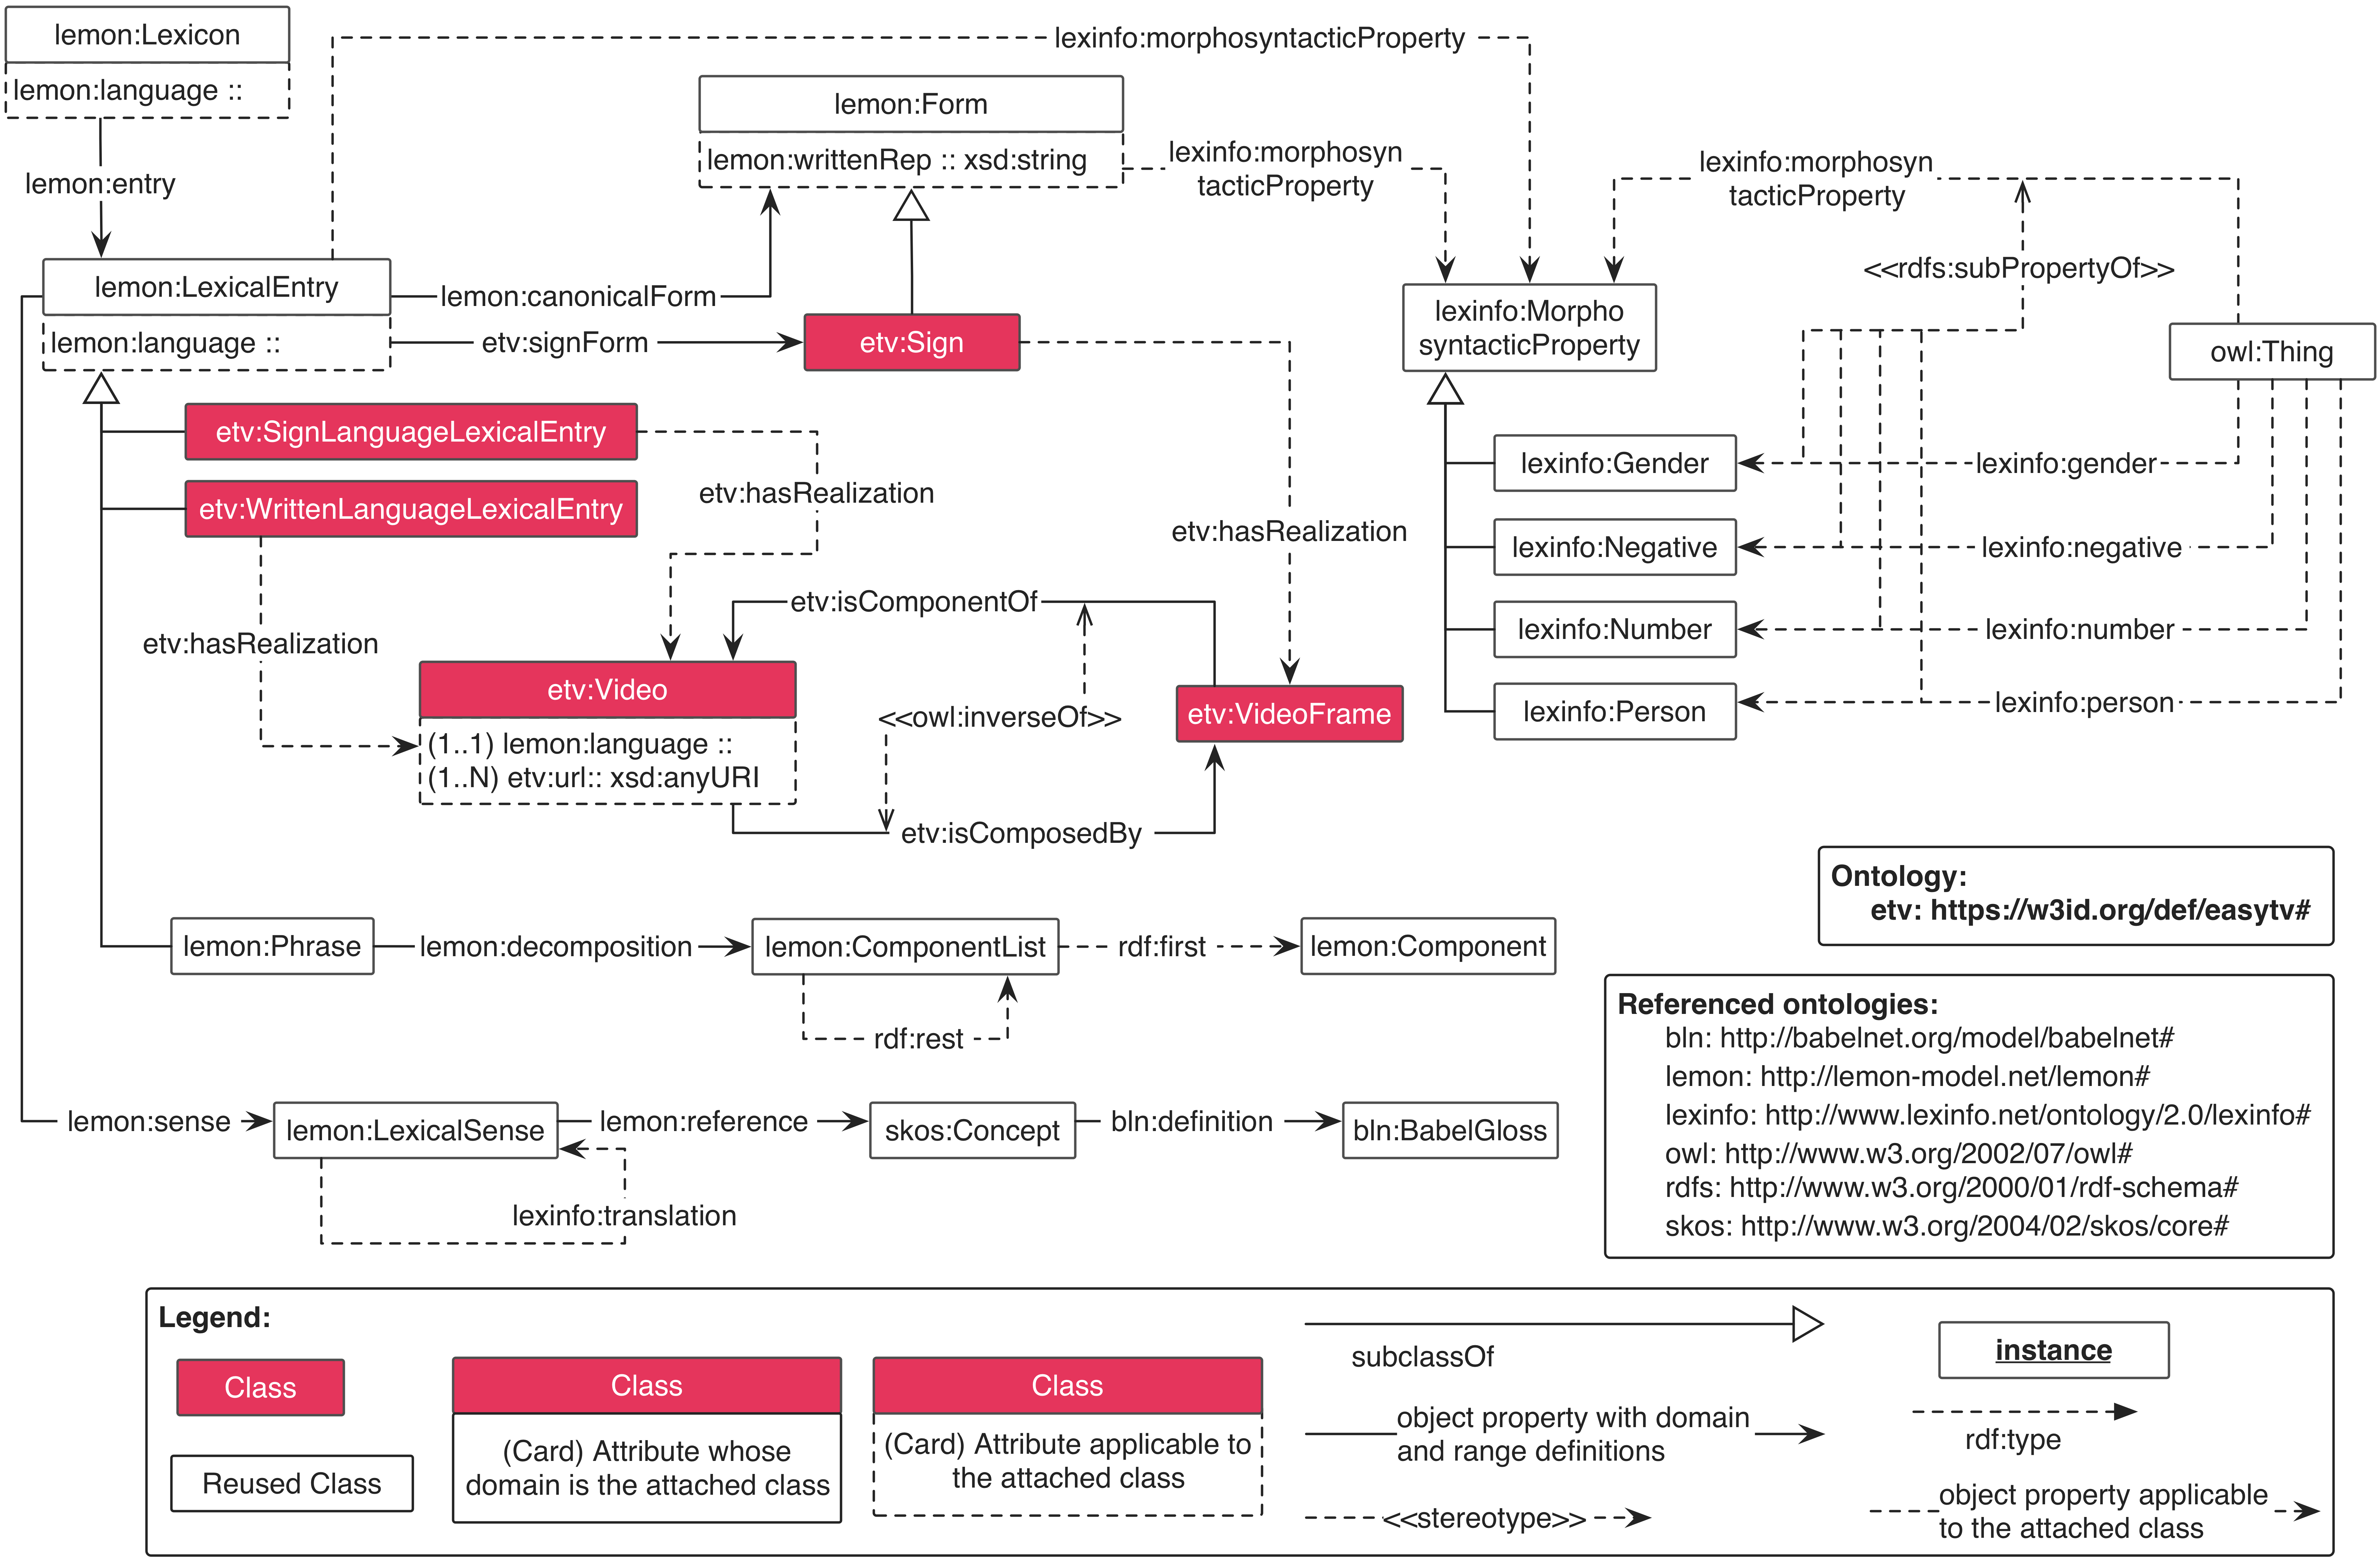 lemon:Lexicon
lemon:language ::
lexinfo:morphosyntacticProperty
lemon:Form
lemon:writtenRep :: xsd:string
lexinfo:morphosyn
tacticProperty
lexinfo:morphosyn
tacticProperty
lemon:entry
<<rdfs:subPropertyOf>>
lemon:LexicalEntry
lemon:language ::
lemon:canonicalForm
etv:signForm
etv:Sign
lexinfo:Morpho
syntacticProperty
owl:Thing
etv:SignLanguageLexicalEntry
etv:WrittenLanguageLexicalEntry
etv:hasRealization
etv:hasRealization
etv:hasRealization
lexinfo:Gender
lexinfo:gender
lexinfo:Negative
lexinfo:negative
lexinfo:Number
lexinfo:number
lexinfo:Person
lexinfo:person
etv:isComponentOf
etv:Video
(1..1) lemon:language ::
(1..N) etv:url:: xsd:anyURI
<<owl:inverseOf>>
etv:VideoFrame
etv:isComposedBy
Ontology:
etv: https://w3id.org/def/easytv#
lemon:Phrase
lemon:decomposition
lemon:ComponentList
rdf:first
lemon:Component
rdf:rest
Referenced ontologies:
bln: http://babelnet.org/model/babelnet#
lemon: http://lemon-model.net/lemon#
lexinfo: http://www.lexinfo.net/ontology/2.0/lexinfo#
owl: http://www.w3.org/2002/07/owl#
rdfs: http://www.w3.org/2000/01/rdf-schema#
skos: http://www.w3.org/2004/02/skos/core#
lemon:sense
lemon:LexicalSense
lemon:reference
skos:Concept
bln:definition
bln:BabelGloss
lexinfo:translation
Legend:
Class
Reused Class
Class
(Card) Attribute whose
domain is the attached class
Class
(Card) Attribute applicable to
the attached class
subclassOf
object property with domain
and range definitions
<<stereotype>>
instance
rdf:type
object property applicable
to the attached class